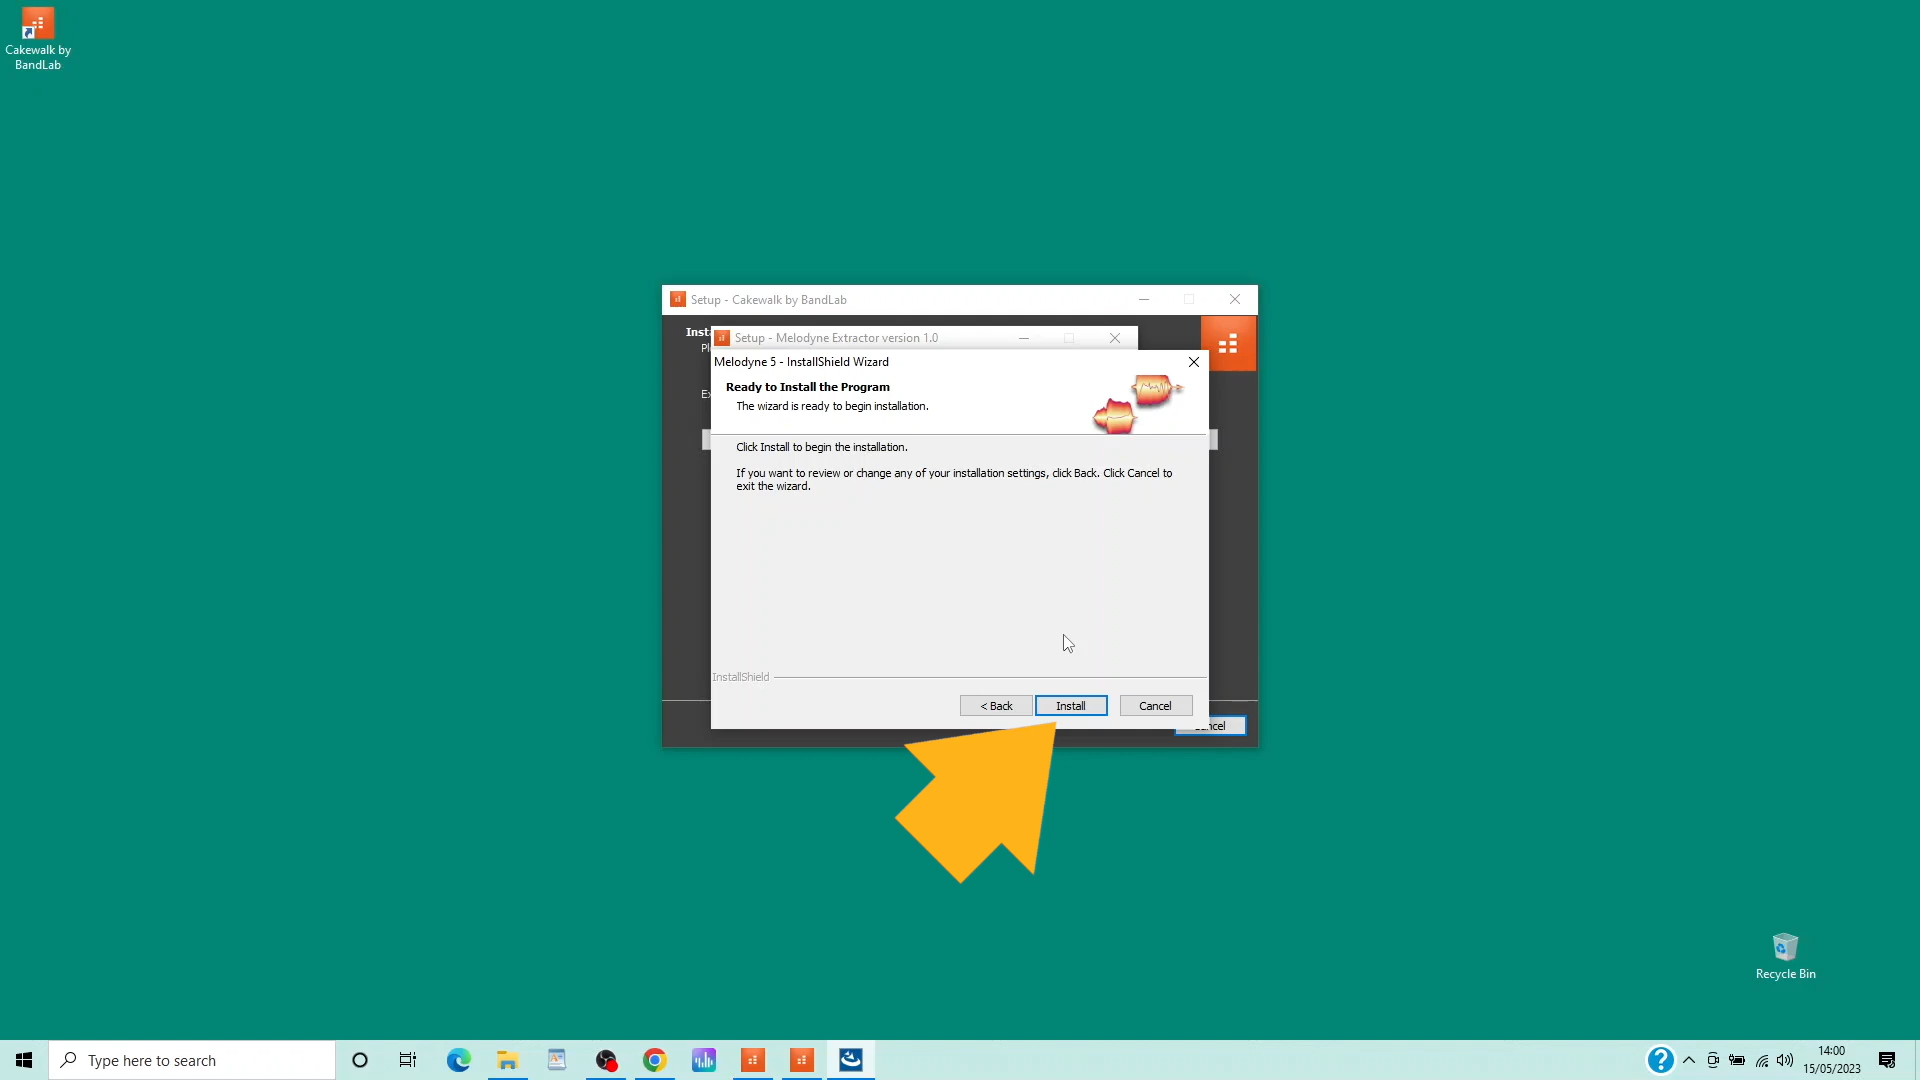 Cakewalk by
BandLab
Setup - Cakewalk by BandLab
Setup - Melodyne Extractor version 1.0
Melodyne 5 - InstallShield Wizard
Ready to Install the Program
The wizard is ready to begin installation.
Click Install to begin the installation.
If you want to review or change any of your installation settings, click Back. Click Cancel to
exit the wizard.
InstallShield
< Back
Install
Cancel
Recycle Bin
Type here to search
14:00
15/05/2023